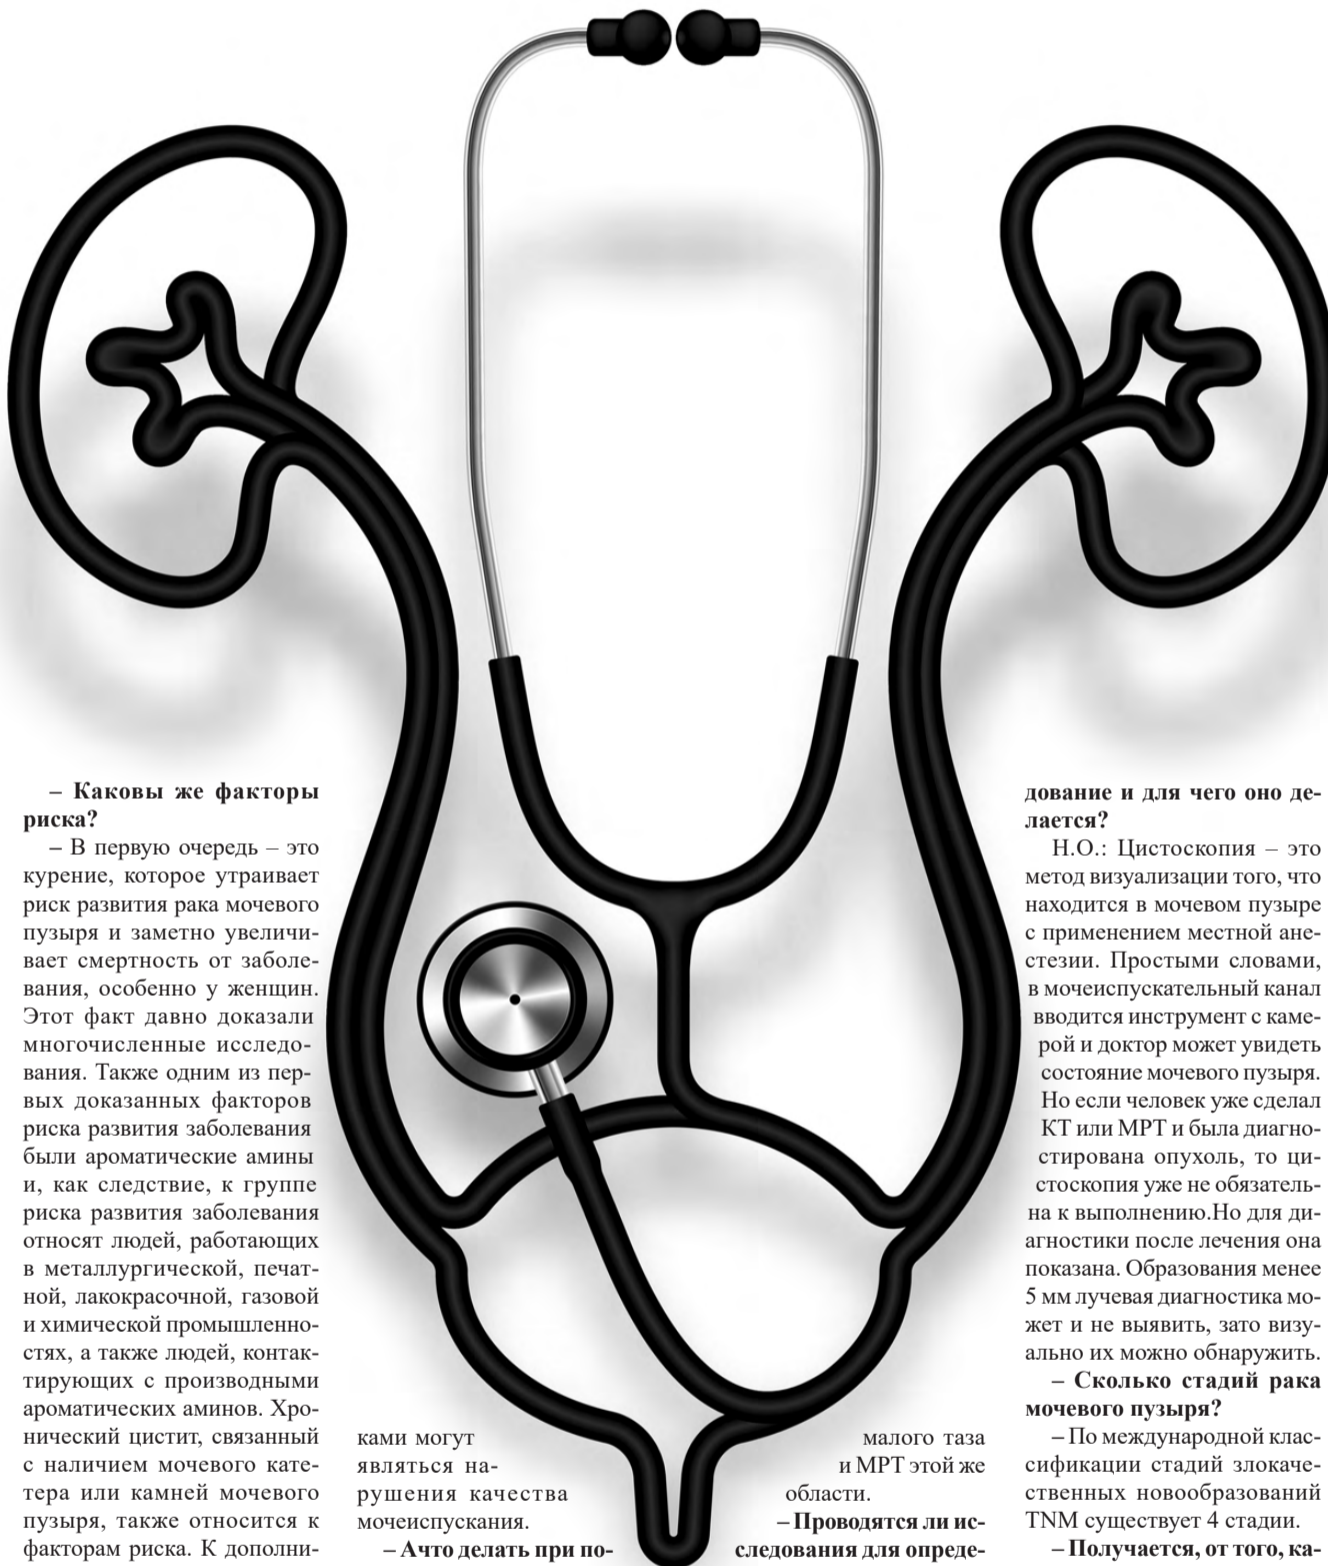 – Каковы же факторы
риска?
– В первую очередь – это
курение, которое утраивает
риск развития рака мочевого
пузыря и заметно увеличи-
вает смертность от заболе-
вания, особенно у женщин.
Этот факт давно доказали
многочисленные исследо-
вания. Также одним из пер-
вых доказанных факторов
риска развития заболевания
были ароматические амины
и, как следствие, к группе
риска развития заболевания
относят людей, работающих
в металлургической, печат-
ной, лакокрасочной, газовой
и химической промышленно-
стях, а также людей, контак-
тирующих с производными
ароматических аминов. Хро-
нический цистит, связанный
с наличием мочевого кате-
тера или камней мочевого
пузыря, также относится к
факторам риска. К дополни-
ками могут
являться на-
рушения качества
мочеиспускания.
– Ачто делать при по-
малого таза
и МРТ этой же
области.
– Проводятся ли ис-
следования для опреде-
дование и для чего оно де-
лается?
Н.О.: Цистоскопия – это
метод визуализации того, что
находится в мочевом пузыре
с применением местной ане-
стезии. Простыми словами,
в мочеиспускательный канал
вводится инструмент с каме-
рой и доктор может увидеть
состояние мочевого пузыря.
Но если человек уже сделал
КТ или МРТ и была диагно-
стирована опухоль, то ци-
стоскопия уже не обязатель-
на к выполнению.Но для ди-
агностики после лечения она
показана. Образования менее
5 мм лучевая диагностика мо-
жет и не выявить, зато визу-
ально их можно обнаружить.
– Сколько стадий рака
мочевого пузыря?
– По международной клас-
сификации стадий злокаче-
ственных новообразований
TNM существует 4 стадии.
– Получается, от того, ка-